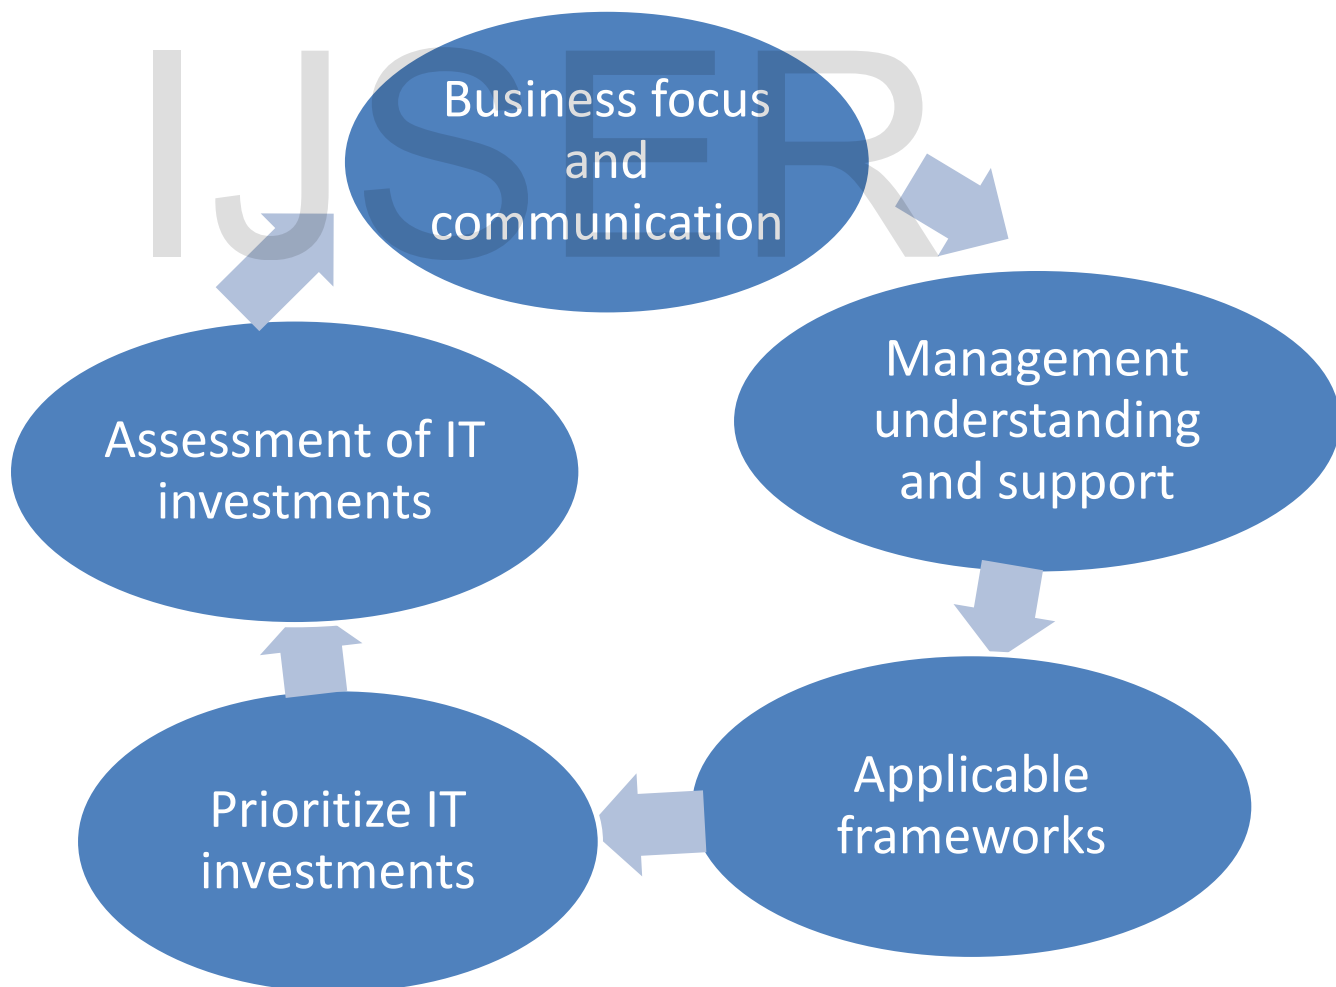 IJSER
Business focus
and
communication
Management
understanding
and support
Applicable
frameworks
Prioritize IT
investments
Assessment of IT
investments